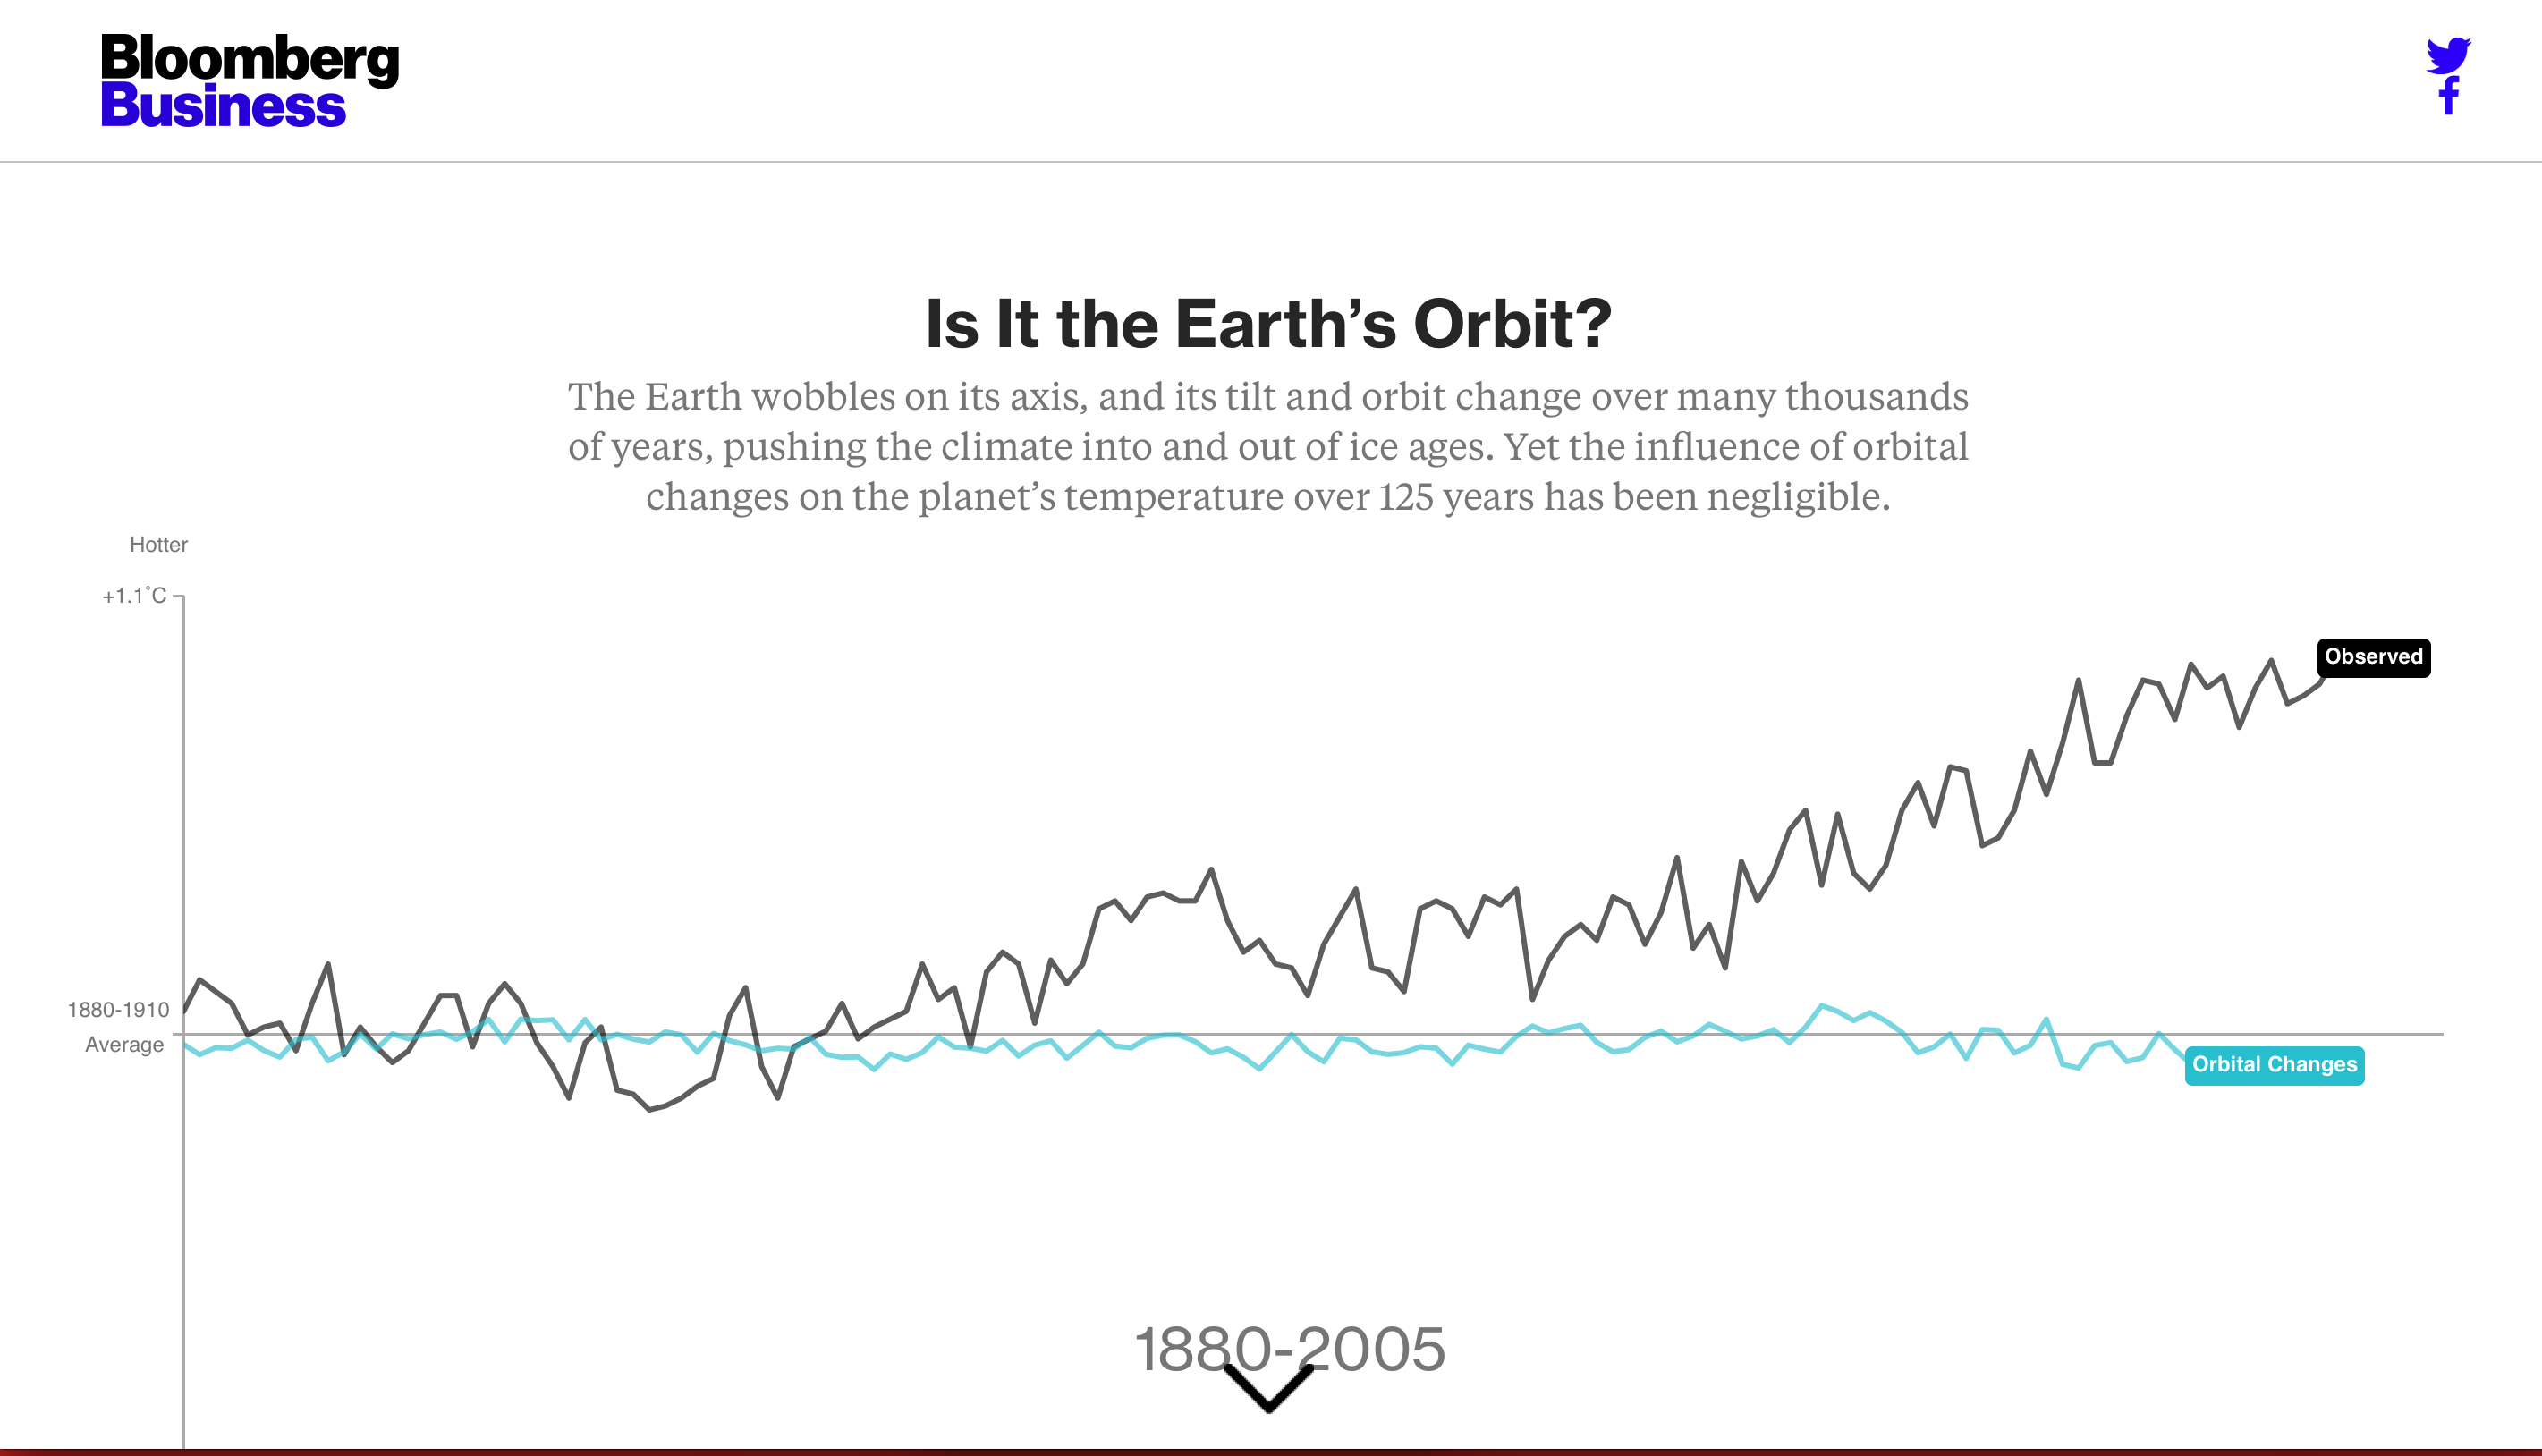 Bloomberg
Business
Is It the Earth’s Orbit?
The Earth wobbles on its axis, and its tilt and orbit change over many thousands
of years, pushing the climate into and out of ice ages. Yet the influence of orbital
changes on the planet’s temperature over 125 years has been negligible.
Hotter
+1.1°C
Observed
1880-1910
Average
Orbital Changes
1880-2005